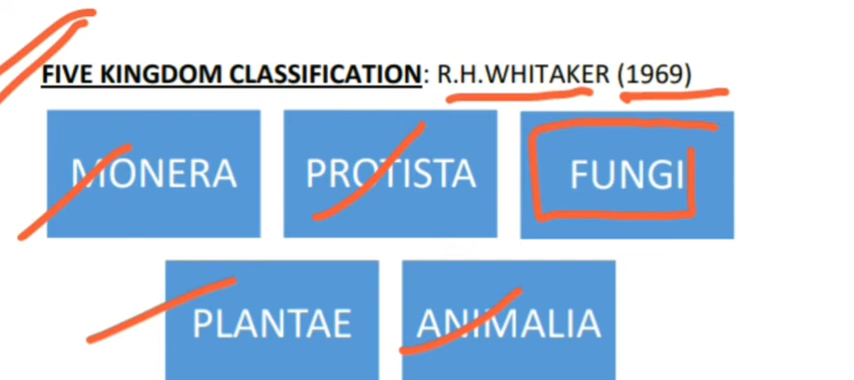 FIVE KINGDOM CLASSIFICATION: R.H.WHITAKER (1969)
MONERA PROTISTA FUNGI
PLANTAE ANIMALIA